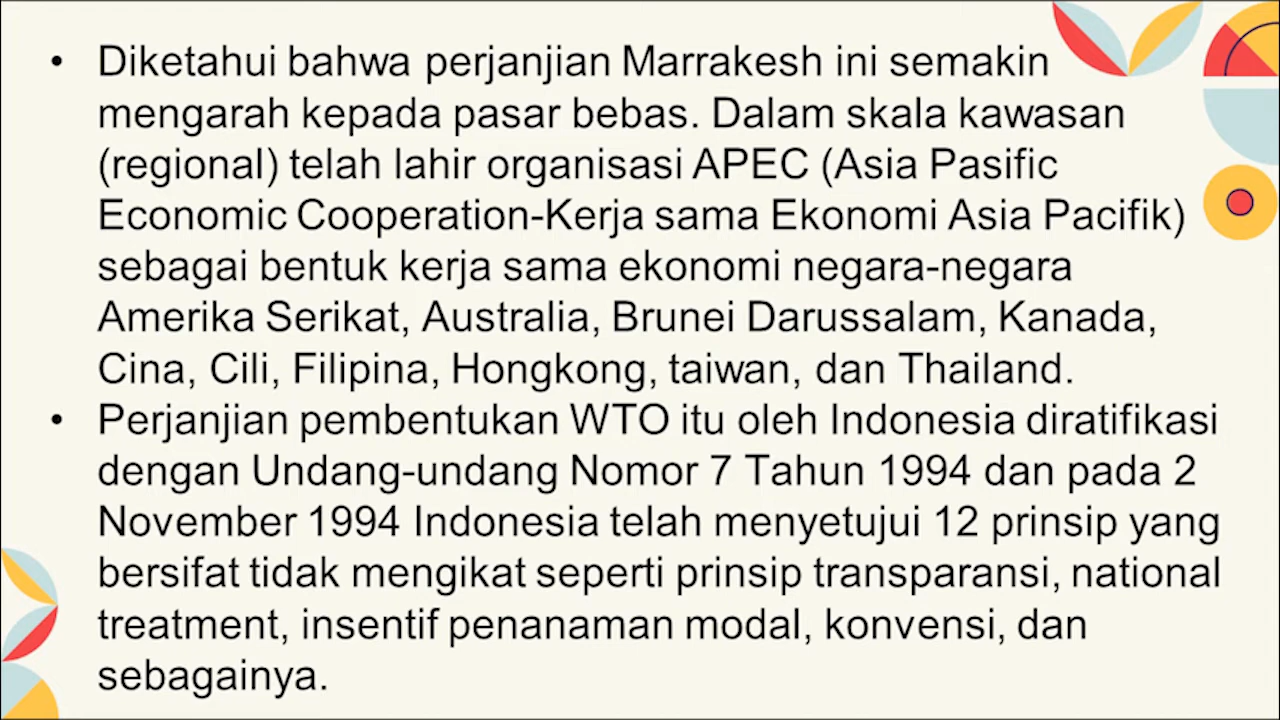 • Diketahui bahwa perjanjian Marrakesh ini semakin
mengarah kepada pasar bebas. Dalam skala kawasan
(regional) telah lahir organisasi APEC (Asia Pasific
Economic Cooperation-Kerja sama Ekonomi Asia Pacifik)
sebagai bentuk kerja sama ekonomi negara-negara
Amerika Serikat, Australia, Brunei Darussalam, Kanada,
Cina, Cili, Filipina, Hongkong, taiwan, dan Thailand.
• Perjanjian pembentukan WTO itu oleh Indonesia diratifikasi
dengan Undang-undang Nomor 7 Tahun 1994 dan pada 2
November 1994 Indonesia telah menyetujui 12 prinsip yang
bersifat tidak mengikat seperti prinsip transparansi, national
treatment, insentif penanaman modal, konvensi, dan
sebagainya.